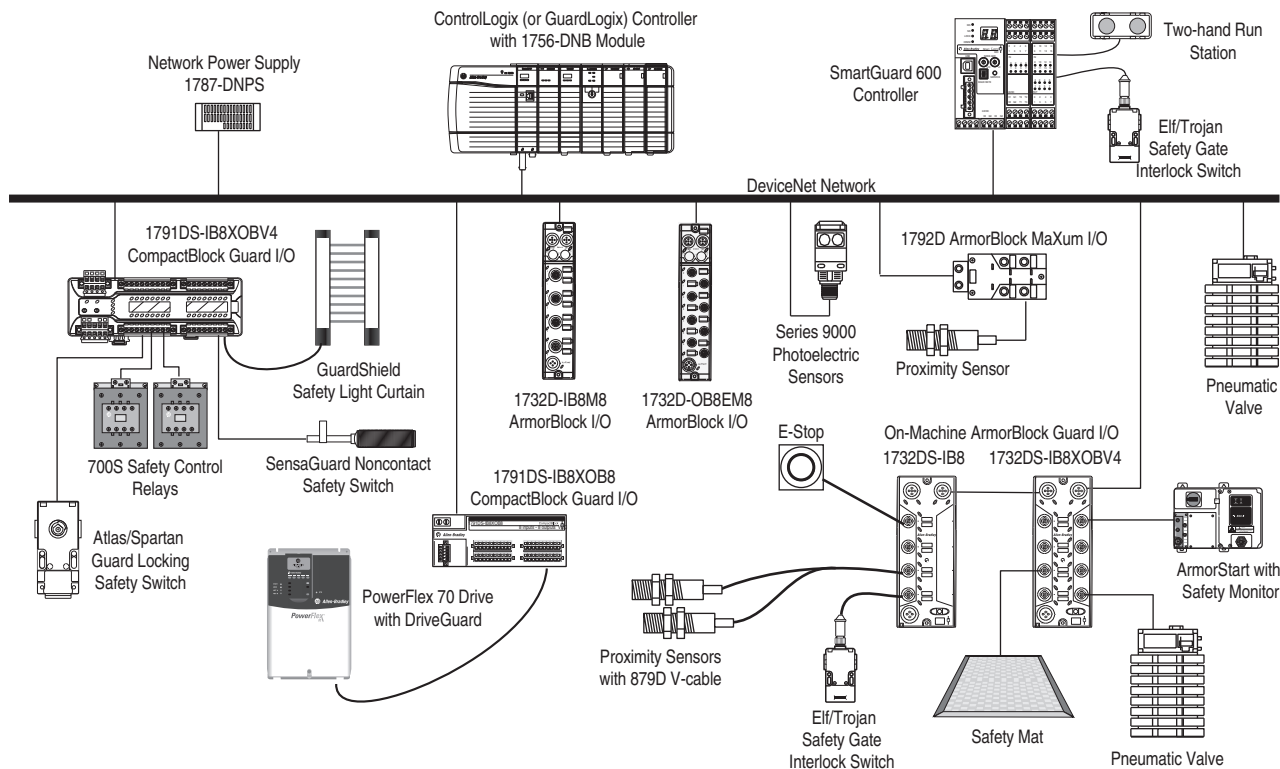 ControlLogix (or GuardLogix) Controller
with 1756-DNB Module
Network Power Supply
1787-DNPS
SmartGuard 600
Controller
Two-hand Run
Station
Elf/Trojan
Safety Gate
Interlock Switch
DeviceNet Network
1791DS-IB8XOBV4
CompactBlock Guard I/O
GuardShield
Safety Light Curtain
700S Safety Control
Relays
SensaGuard Noncontact
Safety Switch
Atlas/Spartan
Guard Locking
Safety Switch
1732D-IB8M8
ArmorBlock I/O
1732D-OB8EM8
ArmorBlock I/O
Series 9000
Photoelectric
Sensors
1792D ArmorBlock MaXum I/O
Proximity Sensor
Pneumatic
Valve
1791DS-IB8XOB8
CompactBlock Guard I/O
Allen-Bradley
PowerFlex 70 Drive
with DriveGuard
Allen-Bradley
PowerFlex
E-Stop
On-Machine ArmorBlock Guard I/O
1732DS-IB8
1732DS-IB8XOBV4
ArmorStart with
Safety Monitor
Proximity Sensors
with 879D V-cable
Elf/Trojan
Safety Gate
Interlock Switch
Safety Mat
Pneumatic Valve